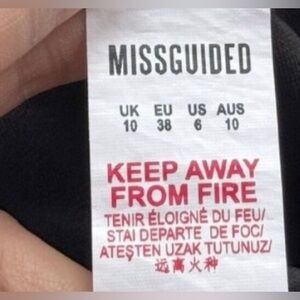 MISSGUIDED
UK EU US AUS
10 38 6 10
KEEP AWAY
FROM FIRE
TENIR ÉLOIGNÉ DU FEU/
STAI DEPARTE DE FOC/
ATEŞTEN UZAK TUTUNUZ/
远离火种